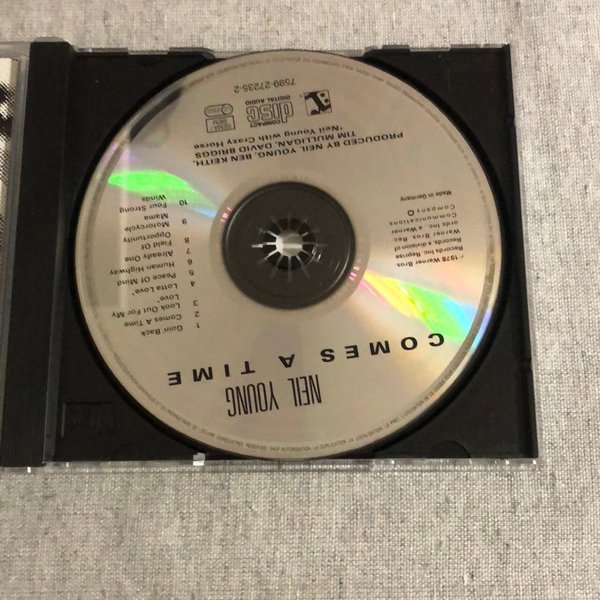 NEIL YOUNG
COMES A TIME
1 Goin Back
2 Comes A Time
3 Look Out For My
Love*
4 Lotta Love*
5 Peace Of Mind
6 Human Highway
7 Already One
8 Field Of
Opportunity
9 Motorcycle
Mama
10 Four Strong
Winds
℗ 1978 Warner Bros.
Records Inc Reprise
Records a division of
Warner Bros. Rec
ords Inc a Warner
Communications
Company
Made in Germany
PRODUCED BY NEIL YOUNG, BEN KEITH,
TIM MULLIGAN, DAVID BRIGGS
*Neil Young with Crazy Horse
GEMA
BIEM
COMPACT
disc
DIGITAL AUDIO
7599-27235-2